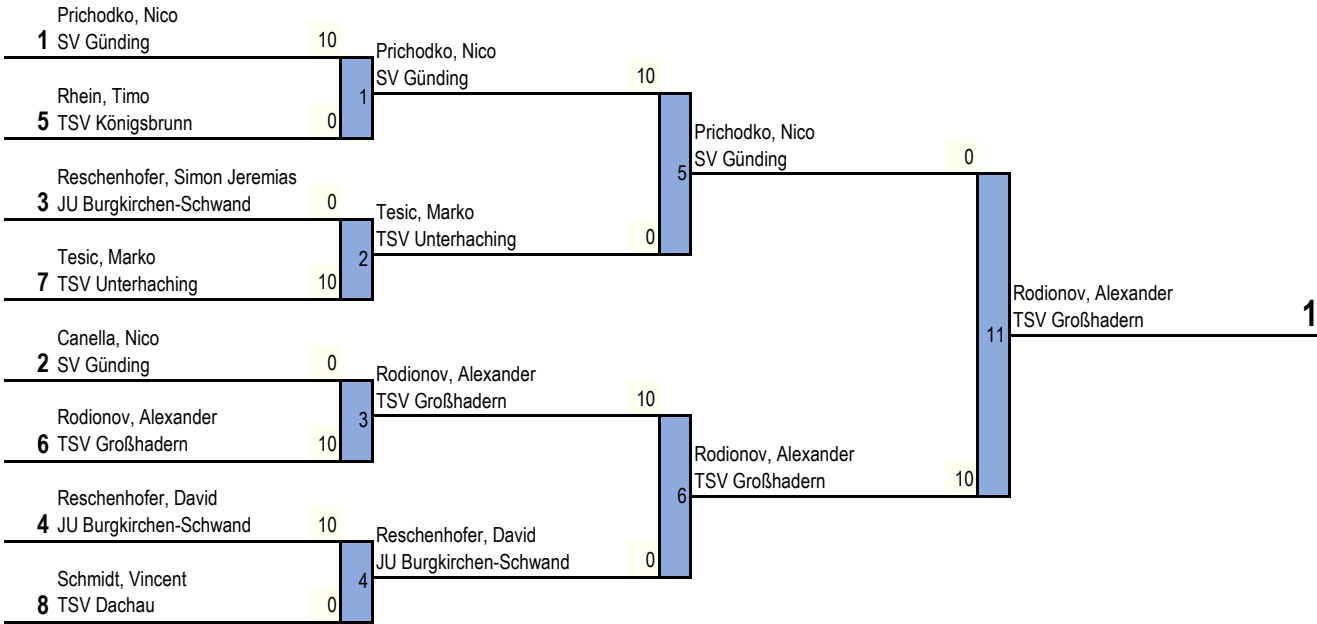 Prichodko, Nico
1 SV Günding 10
Prichodko, Nico
SV Günding 10
1
Rhein, Timo
5 TSV Königsbrunn 0
Prichodko, Nico
SV Günding 0
5
Reschenhofer, Simon Jeremias
3 JU Burgkirchen-Schwand 0
Tesic, Marko
TSV Unterhaching 0
2
Tesic, Marko
7 TSV Unterhaching 10
Rodionov, Alexander
TSV Großhadern 1
11
Canella, Nico
2 SV Günding 0
Rodionov, Alexander
TSV Großhadern 10
3
Rodionov, Alexander
6 TSV Großhadern 10
Rodionov, Alexander
TSV Großhadern 10
6
Reschenhofer, David
4 JU Burgkirchen-Schwand 10
Reschenhofer, David
JU Burgkirchen-Schwand 0
4
Schmidt, Vincent
8 TSV Dachau 0